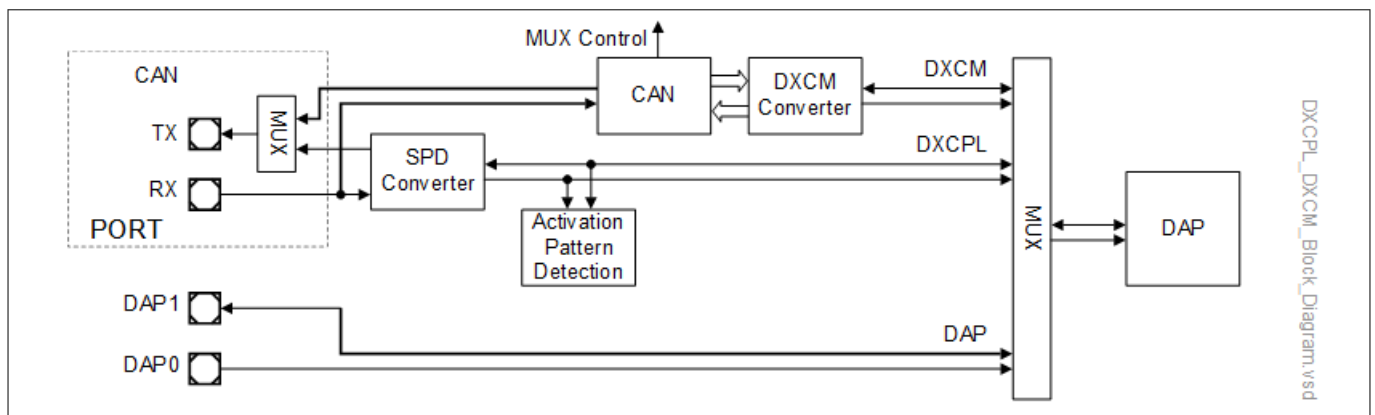 MUX Control
CAN
TX
RX
PORT
MUX
SPD
Converter
CAN
DXCM
Converter
DXCM
DXCPL
Activation
Pattern
Detection
MUX
DAP
DAP1
DAP0
DAP
DXCPL_DXCM_Block_Diagram.vsd